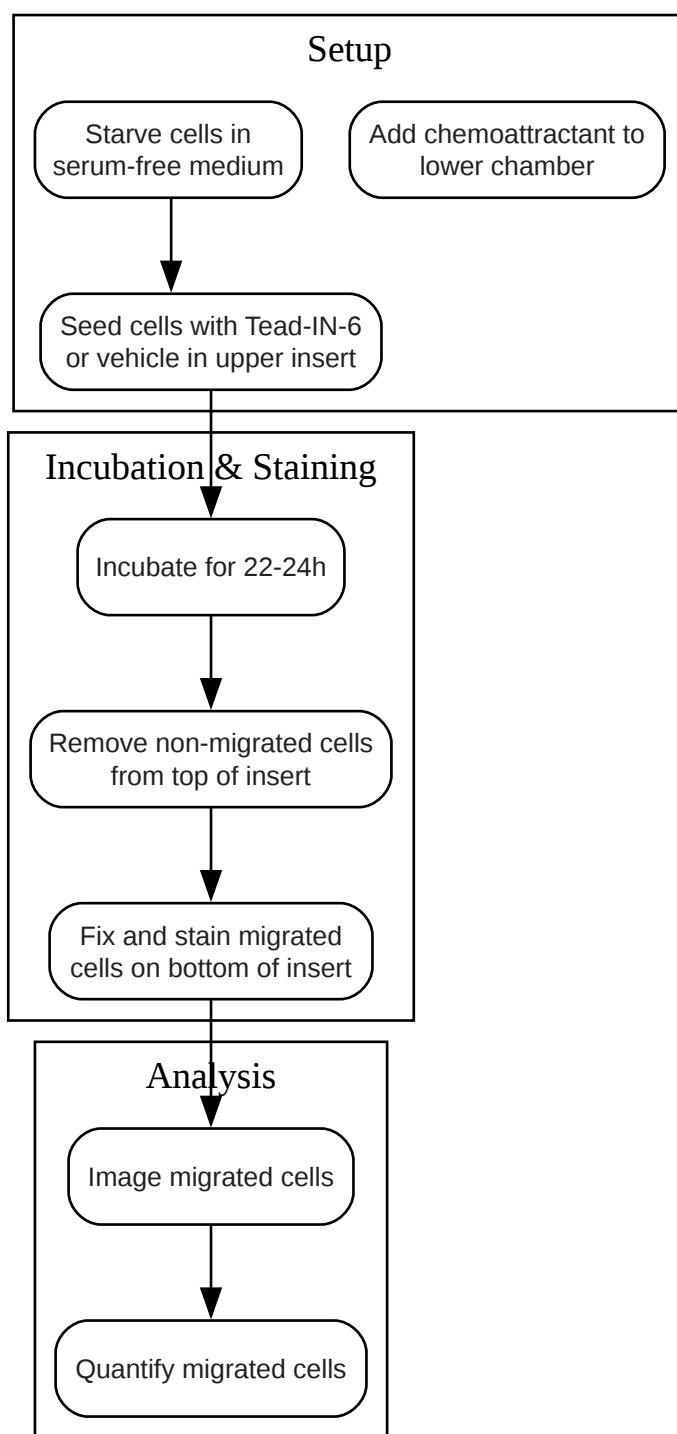 Setup
Starve cells in
serum-free medium
Add chemoattractant to
lower chamber
Seed cells with Tead-IN-6
or vehicle in upper insert
Incubation & Staining
Incubate for 22-24h
Remove non-migrated cells
from top of insert
Fix and stain migrated
cells on bottom of insert
Analysis
Image migrated cells
Quantify migrated cells